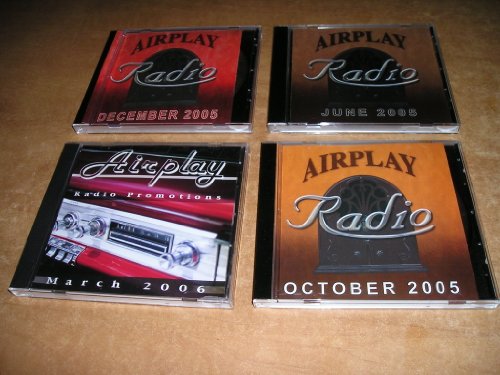 AIRPLAY
Radio
DECEMBER 2005
AIRPLAY
Radio
JUNE 2005
Airplay
Radio Promotions
March 2006
AIRPLAY
Radio
OCTOBER 2005